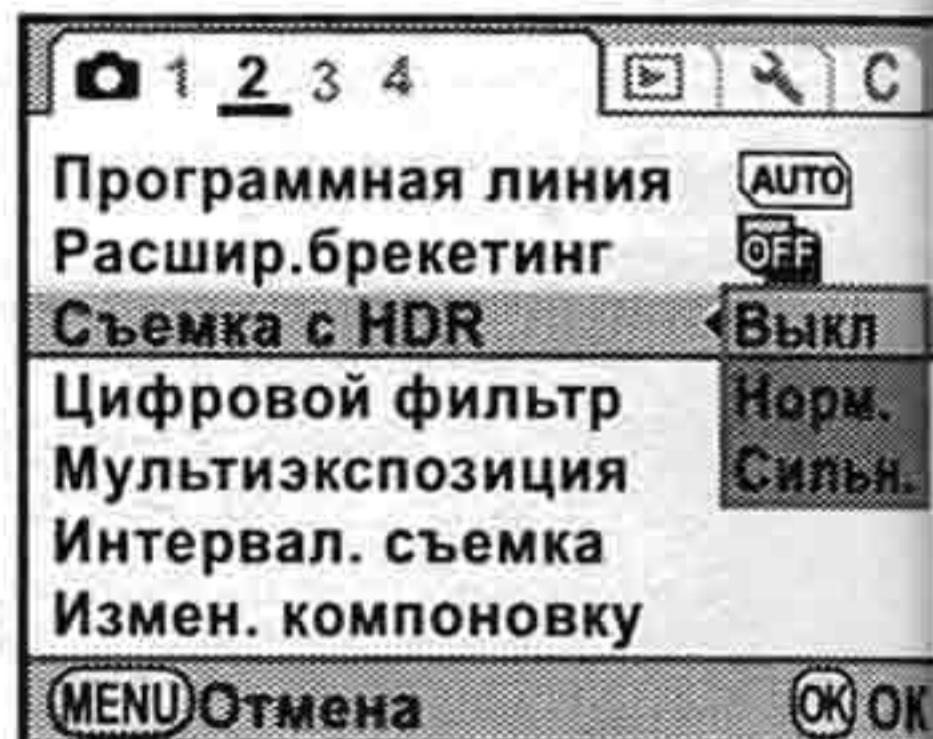 1 2 3 4 C
Программная линия AUTO
Расшир.брекетинг OFF
Съемка с HDR Выкл
Цифровой фильтр Норм.
Мультиэкспозиция Сильн.
Интервал. съемка
Измен. компоновку
MENU Отмена OK OK